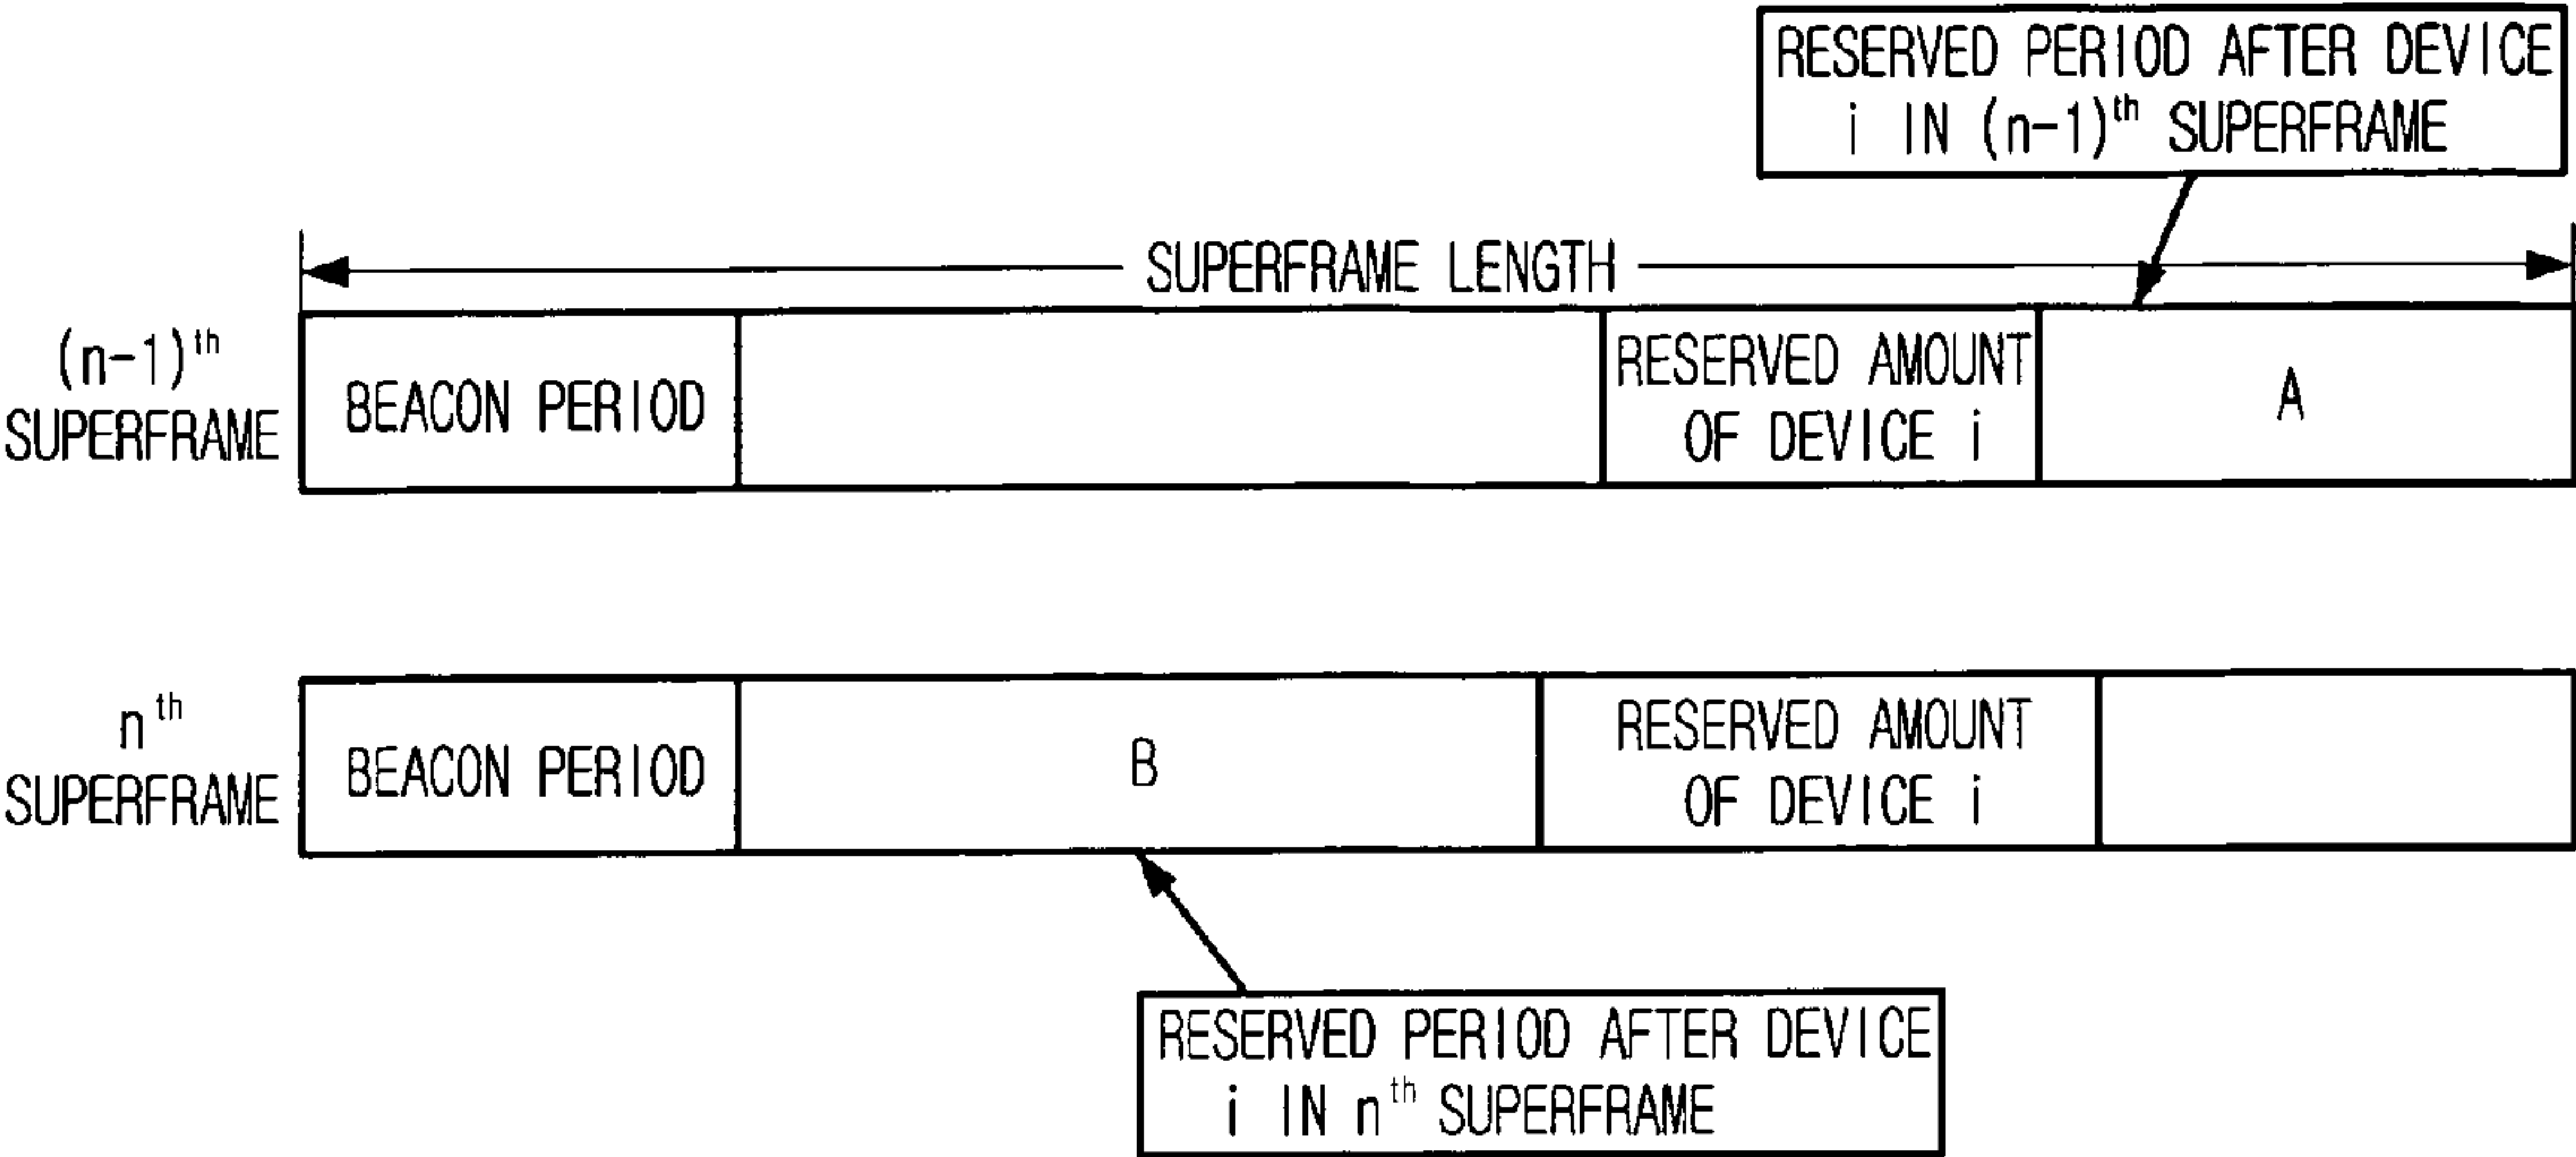 RESERVED PERIOD AFTER DEVICE
i IN (n-1)th SUPERFRAME
SUPERFRAME LENGTH
(n-1)th
SUPERFRAME
BEACON PERIOD
RESERVED AMOUNT
OF DEVICE i
A
nth
SUPERFRAME
BEACON PERIOD
B
RESERVED AMOUNT
OF DEVICE i
RESERVED PERIOD AFTER DEVICE
i IN nth SUPERFRAME